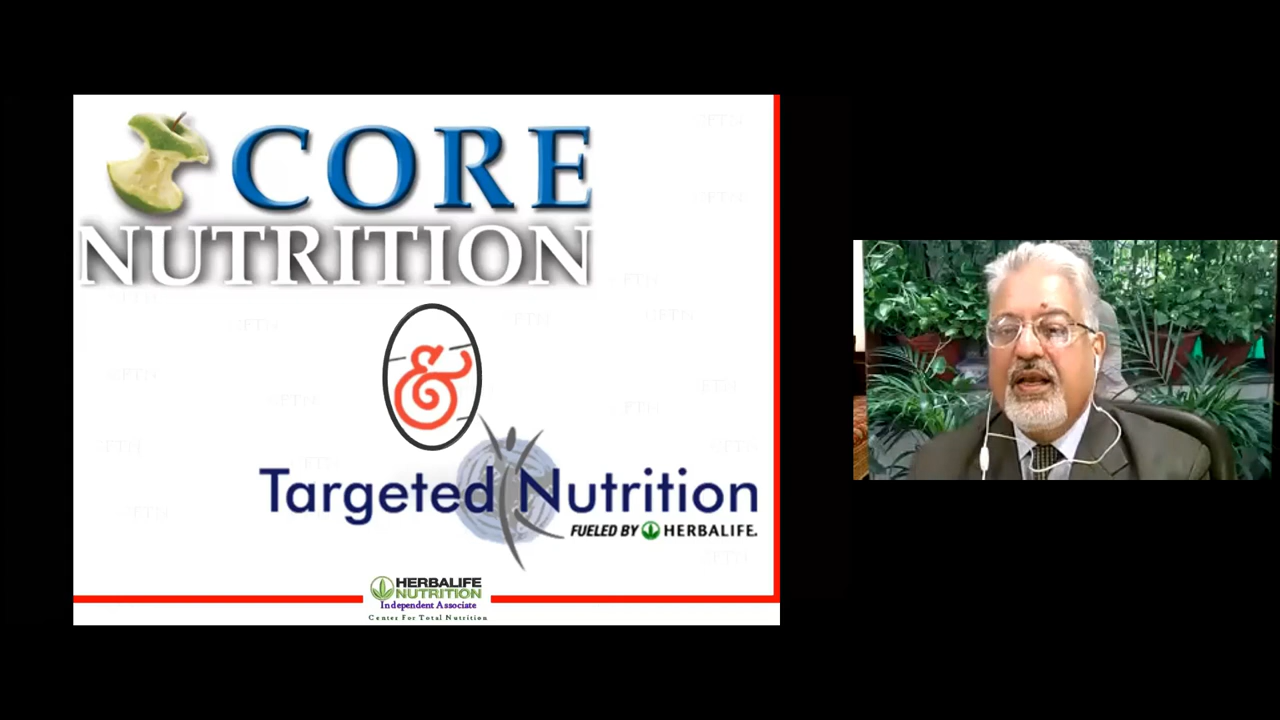 CORE
NUTRITION
&
Targeted Nutrition
FUELED BY HERBALIFE.
HERBALIFE
NUTRITION
Independent Associate
Center For Total Nutrition